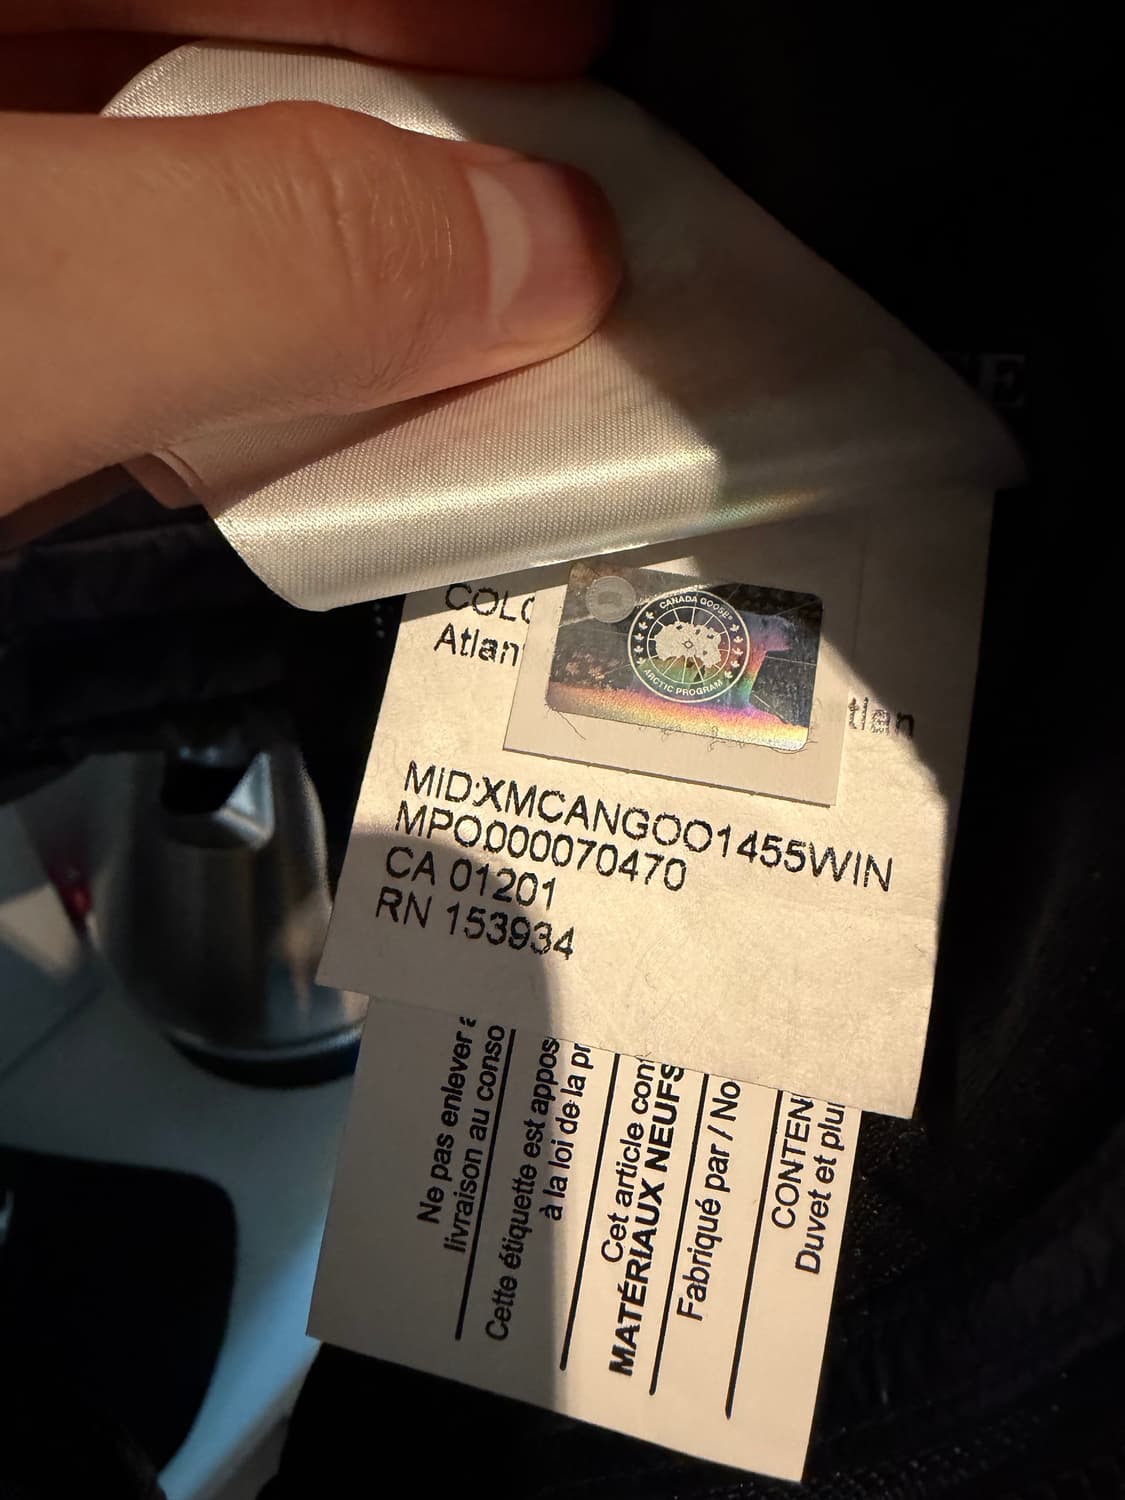 GE
COLO
Atlan
CANADA GOOSE®
ARCTIC PROGRAM
tlan
MID:XMCANGOO1455WIN
MPO000070470
CA 01201
RN 153934
Ne pas enlever a
livraison au conso
Cette étiquette est appos
à la loi de la pr
Cet article cont
MATÉRIAUX NEUFS
Fabriqué par / No
CONTEN
Duvet et plu